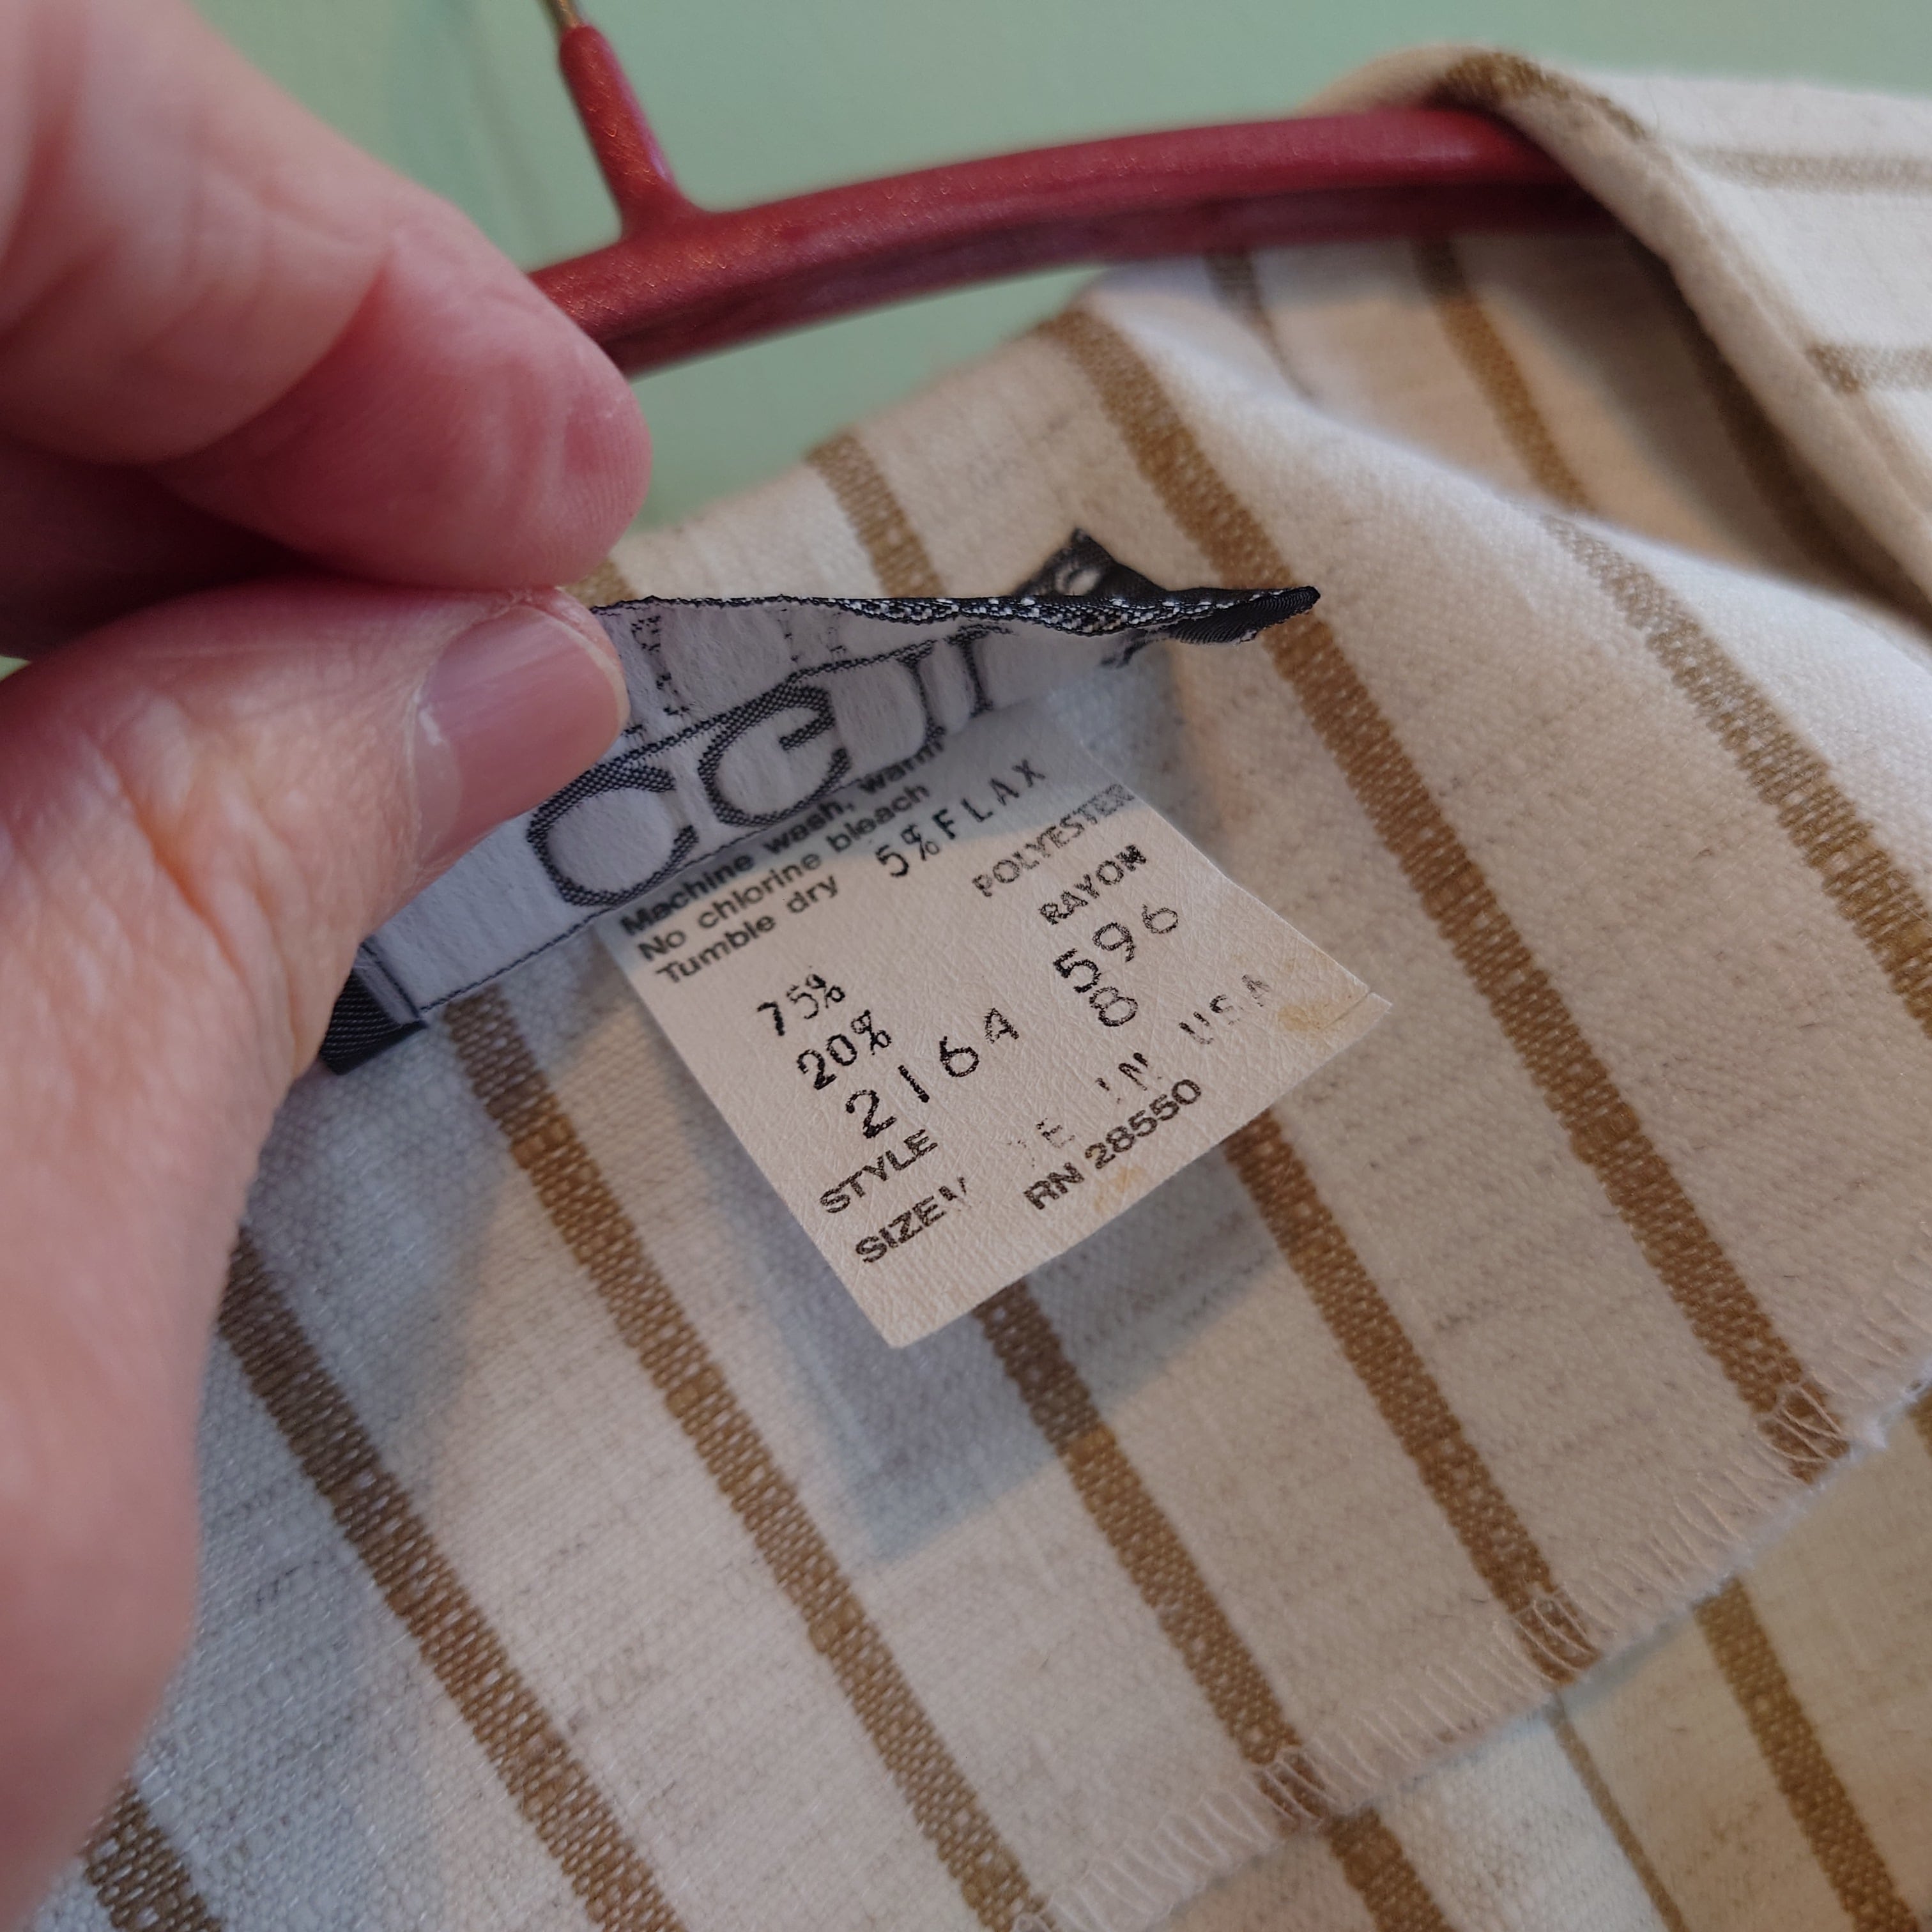 Machine wash, warm
No chlorine bleach
Tumble dry
5% FLAX
75% POLYESTER
20% RAYON
2164 596
STYLE 8
SIZE IN USA
RN 28550